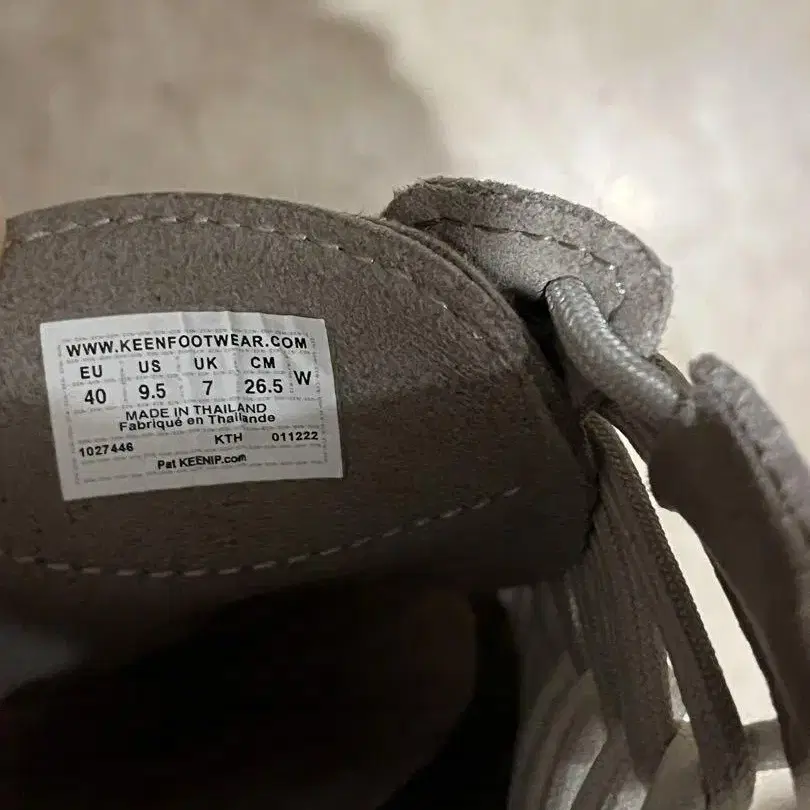 WWW.KEENFOOTWEAR.COM
EU US UK CM
40 9.5 7 26.5 W
MADE IN THAILAND
Fabriqué en Thaïlande
1027446 KTH 011222
Pat KEENIP.com